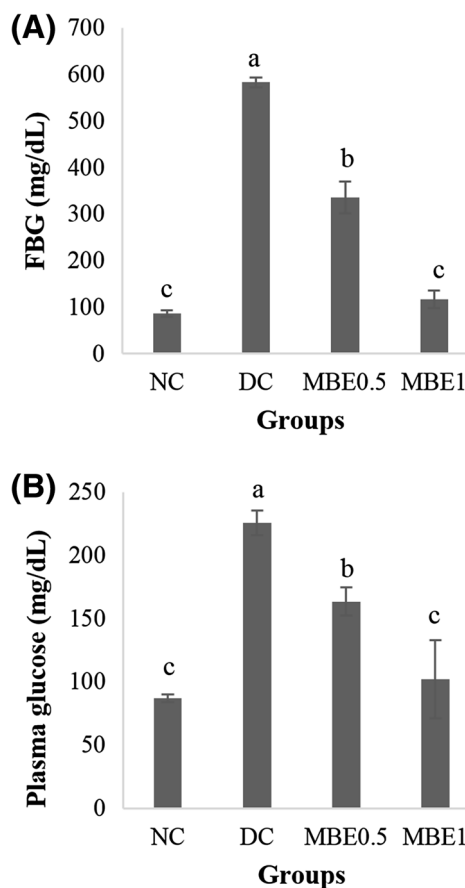 (A)
FBG (mg/dL)
700
600
500
400
300
200
100
0
a
b
c
c
NC DC MBE0.5 MBE1
Groups
(B)
Plasma glucose (mg/dL)
250
200
150
100
50
0
a
b
c
c
NC DC MBE0.5 MBE1
Groups